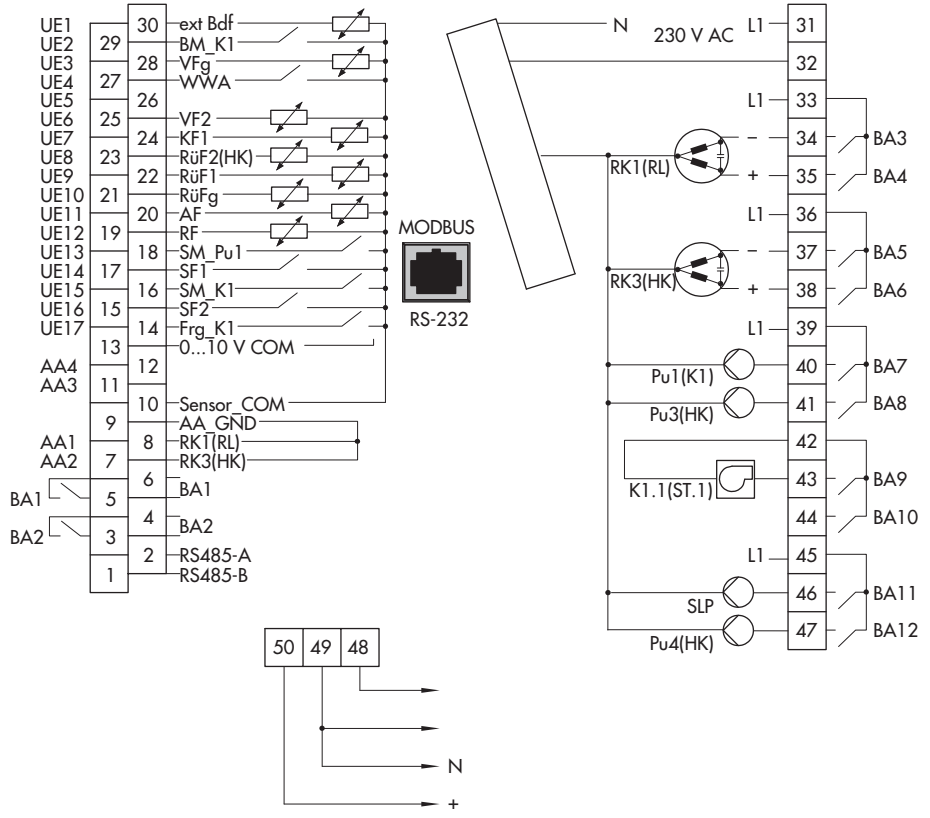 UE1 30 ext Bdf
UE2 29 BM_K1
UE3 28 VFg
UE4 27 WWA
UE5 26
UE6 25 VF2
UE7 24 KF1
UE8 23 RüF2(HK)
UE9 22 RüF1
UE10 21 RüFg
UE11 20 AF
UE12 19 RF
UE13 18 SM_Pu1
UE14 17 SF1
UE15 16 SM_K1
UE16 15 SF2
UE17 14 Frg_K1
13 0...10 V COM
AA4 12
AA3 11
10 Sensor_COM
9 AA_GND
AA1 8 RK1(RL)
AA2 7 RK3(HK)
6 BA1
BA1 5
4 BA2
BA2 3
2 RS485-A
1 RS485-B
MODBUS
RS-232
N 230 V AC L1 31
32
L1 33
RK1(RL) − 34 BA3
+ 35 BA4
L1 36
RK3(HK) − 37 BA5
+ 38 BA6
L1 39
Pu1(K1) 40 BA7
Pu3(HK) 41 BA8
42
K1.1(ST.1) 43 BA9
44 BA10
L1 45
SLP 46 BA11
Pu4(HK) 47 BA12
50 49 48
N
+